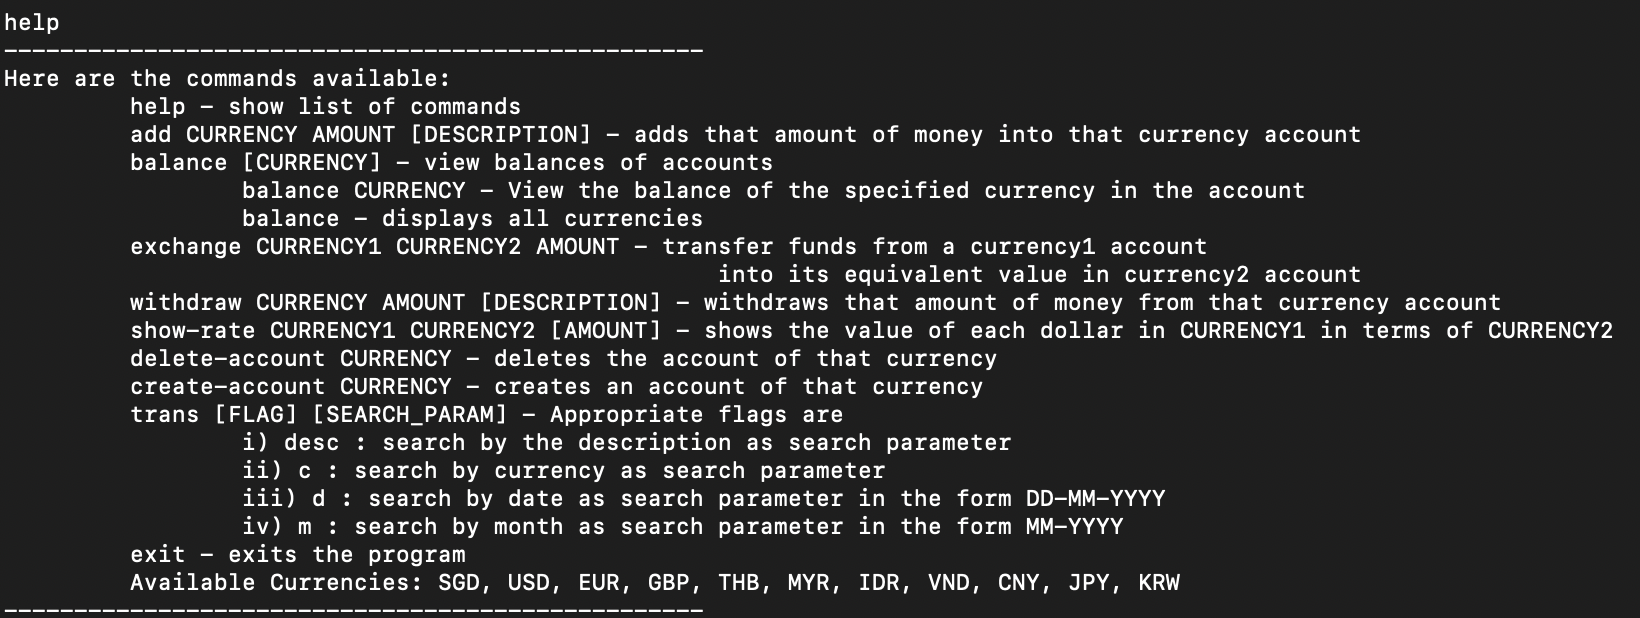 help
--------------------------------------------------
Here are the commands available:
help - show list of commands
add CURRENCY AMOUNT [DESCRIPTION] - adds that amount of money into that currency account
balance [CURRENCY] - view balances of accounts
balance CURRENCY - View the balance of the specified currency in the account
balance - displays all currencies
exchange CURRENCY1 CURRENCY2 AMOUNT - transfer funds from a currency1 account
into its equivalent value in currency2 account
withdraw CURRENCY AMOUNT [DESCRIPTION] - withdraws that amount of money from that currency account
show-rate CURRENCY1 CURRENCY2 [AMOUNT] - shows the value of each dollar in CURRENCY1 in terms of CURRENCY2
delete-account CURRENCY - deletes the account of that currency
create-account CURRENCY - creates an account of that currency
trans [FLAG] [SEARCH_PARAM] - Appropriate flags are
i) desc : search by the description as search parameter
ii) c : search by currency as search parameter
iii) d : search by date as search parameter in the form DD-MM-YYYY
iv) m : search by month as search parameter in the form MM-YYYY
exit - exits the program
Available Currencies: SGD, USD, EUR, GBP, THB, MYR, IDR, VND, CNY, JPY, KRW
--------------------------------------------------